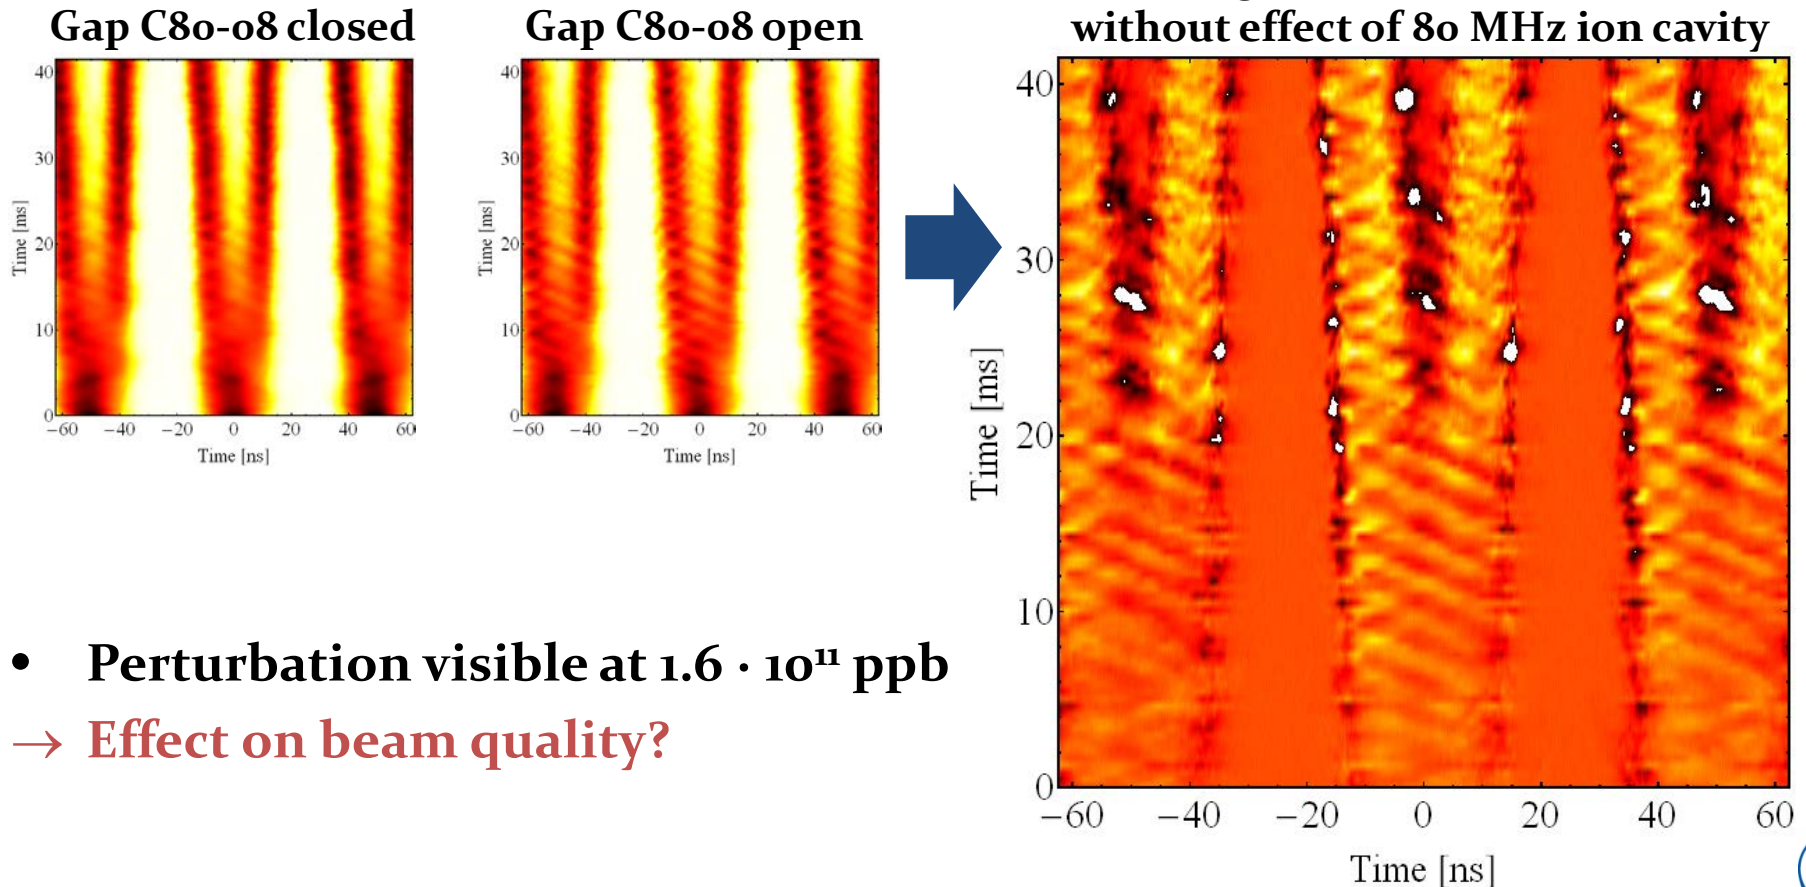 Gap C80-08 closed
Gap C80-08 open
without effect of 80 MHz ion cavity
40
30
20
10
0
Time [ms]
−60 −40 −20 0 20 40 60
Time [ns]
40
30
20
10
0
Time [ms]
−60 −40 −20 0 20 40 60
Time [ns]
40
30
20
10
0
Time [ms]
−60 −40 −20 0 20 40 60
Time [ns]
• Perturbation visible at 1.6 · 10¹¹ ppb
→ Effect on beam quality?